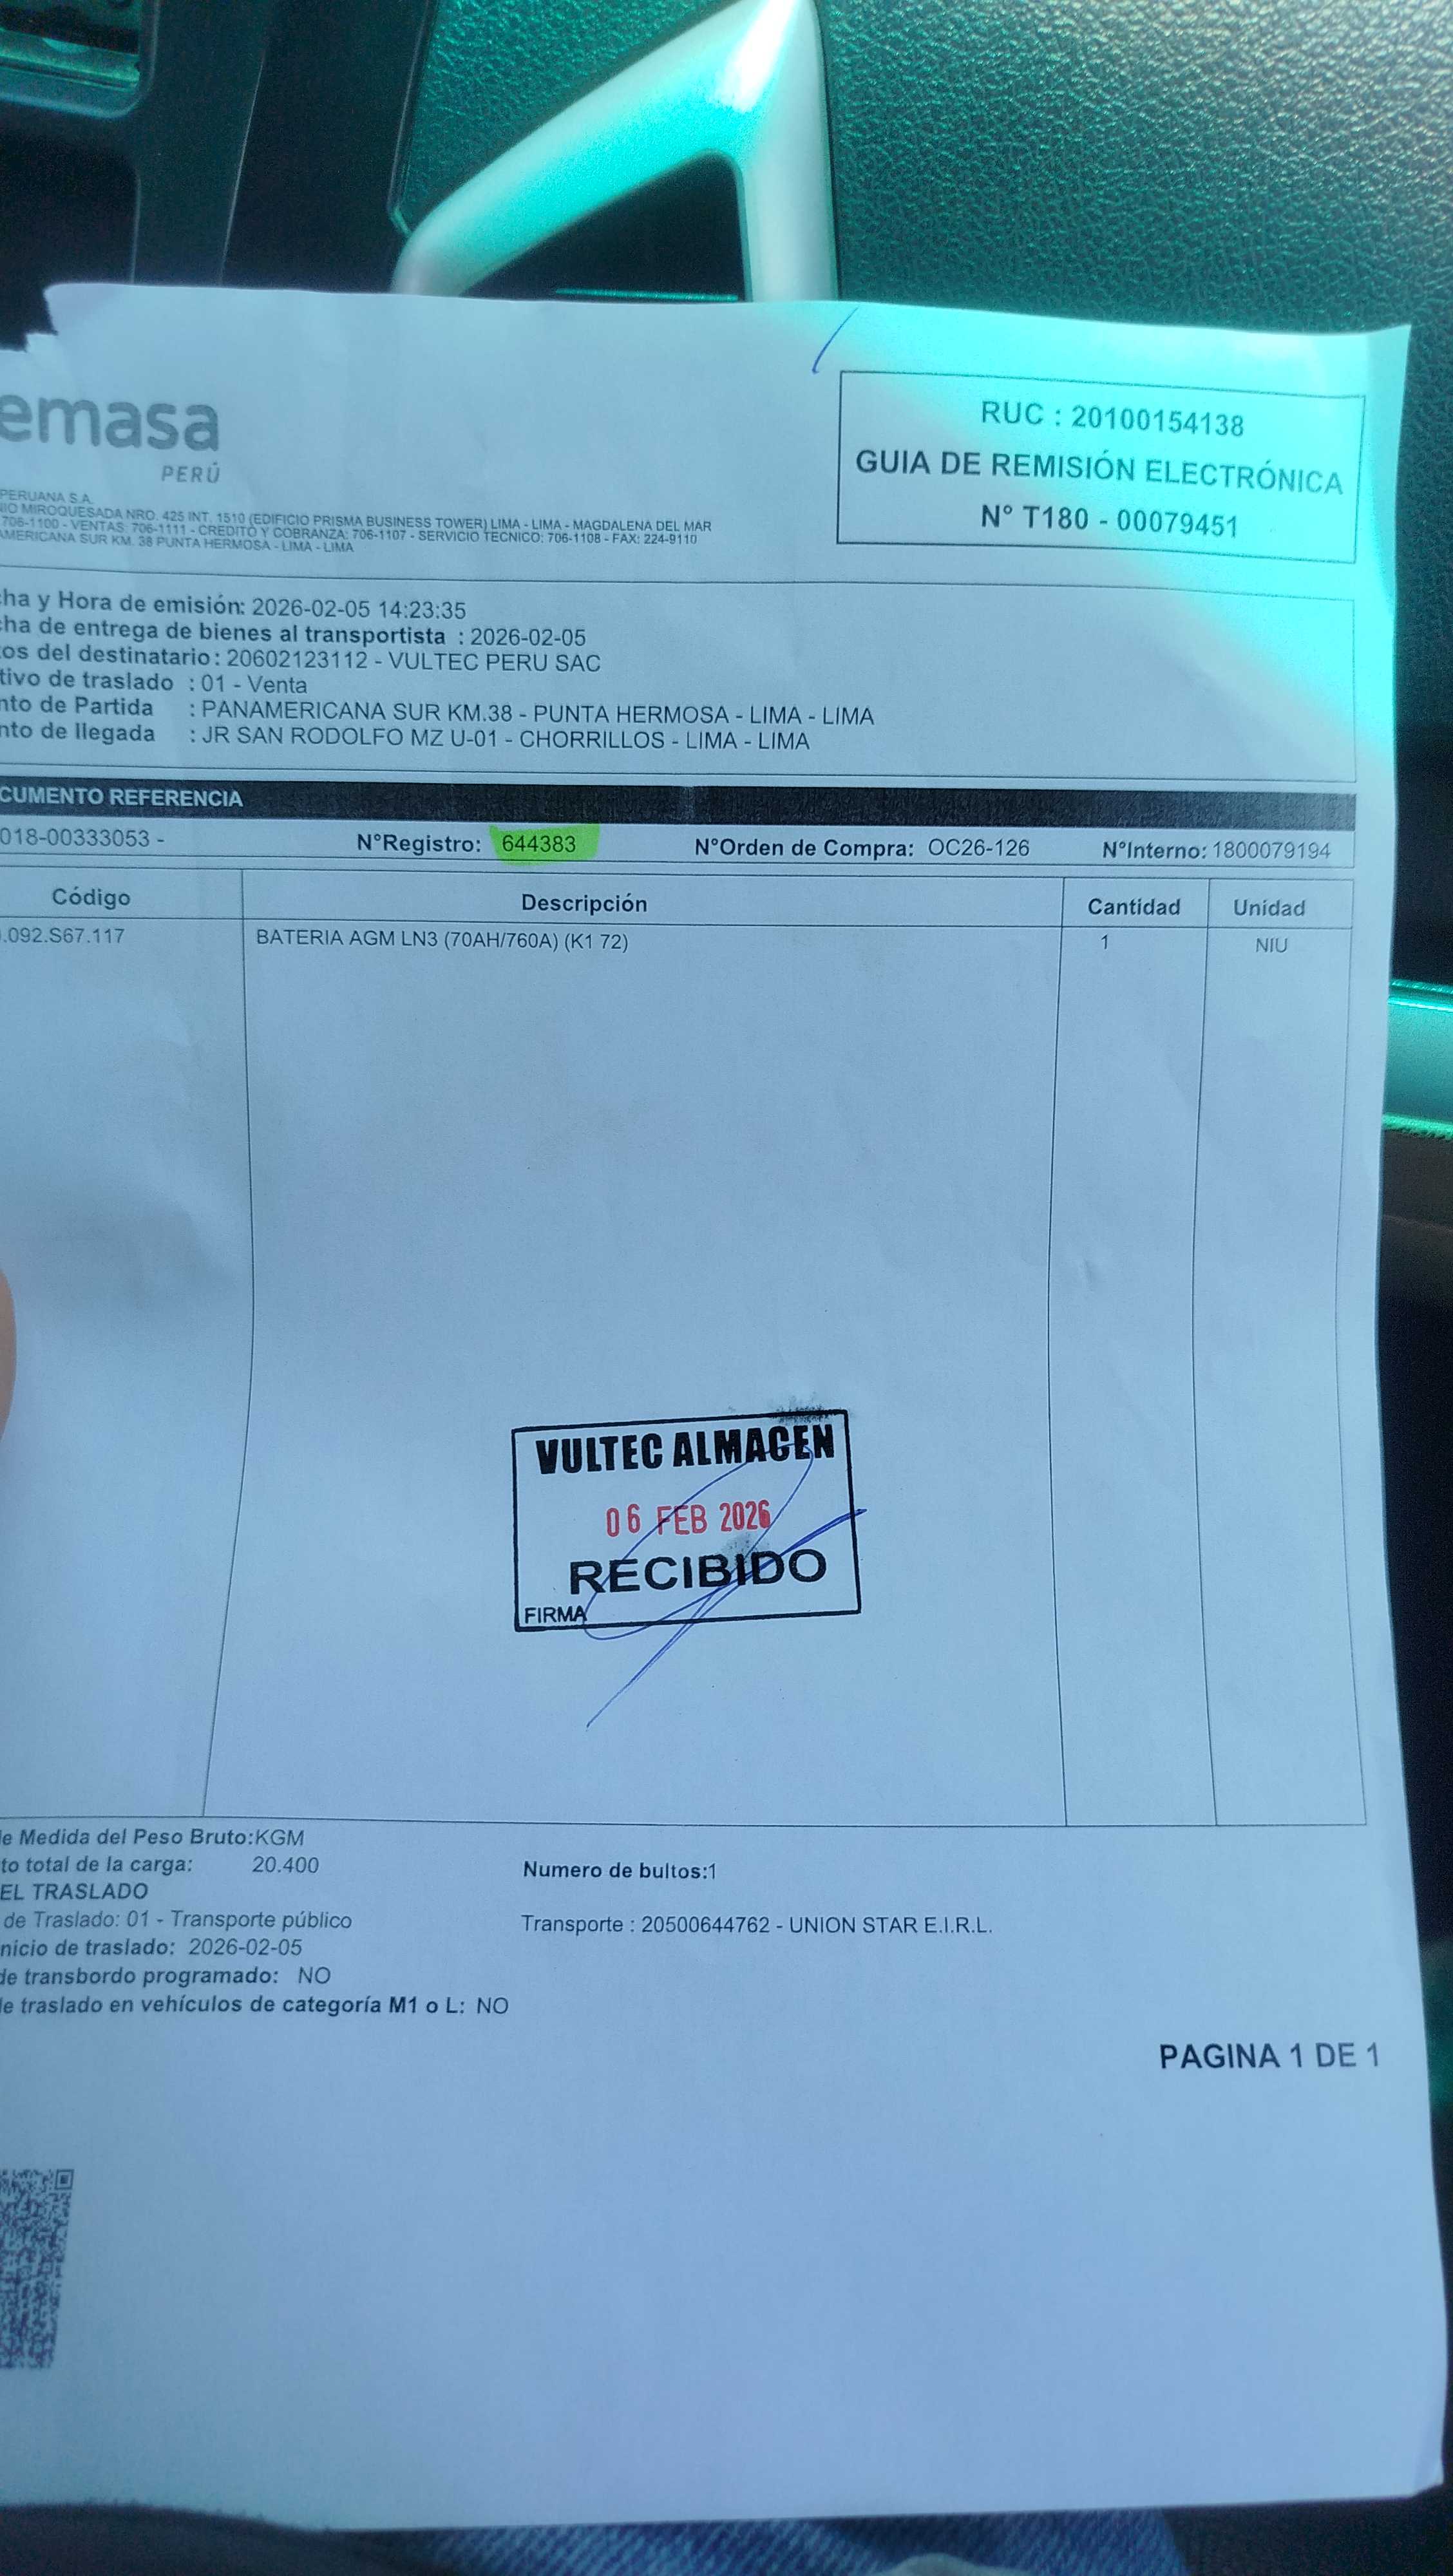 emasa
PERÚ
PERUANA S.A.
MIROQUESADA NRO. 425 INT. 1510 (EDIFICIO PRISMA BUSINESS TOWER) LIMA - LIMA - MAGDALENA DEL MAR
706-1100 - VENTAS: 706-1111 - CREDITO Y COBRANZA: 706-1107 - SERVICIO TECNICO: 706-1108 - FAX: 224-9110
AMERICANA SUR KM. 38 PUNTA HERMOSA - LIMA - LIMA
RUC : 20100154138
GUIA DE REMISIÓN ELECTRÓNICA
N° T180 - 00079451
cha y Hora de emisión: 2026-02-05 14:23:35
cha de entrega de bienes al transportista : 2026-02-05
os del destinatario: 20602123112 - VULTEC PERU SAC
tivo de traslado : 01 - Venta
nto de Partida : PANAMERICANA SUR KM.38 - PUNTA HERMOSA - LIMA - LIMA
nto de llegada : JR SAN RODOLFO MZ U-01 - CHORRILLOS - LIMA - LIMA
CUMENTO REFERENCIA
018-00333053 - N°Registro: 644383 N°Orden de Compra: OC26-126 N°Interno: 1800079194
Código Descripción Cantidad Unidad
.092.S67.117 BATERIA AGM LN3 (70AH/760A) (K1 72) 1 NIU
VULTEC ALMACEN
06 FEB 2026
RECIBIDO
FIRMA
e Medida del Peso Bruto:KGM
to total de la carga: 20.400 Numero de bultos:1
EL TRASLADO
de Traslado: 01 - Transporte público Transporte : 20500644762 - UNION STAR E.I.R.L.
nicio de traslado: 2026-02-05
de transbordo programado: NO
e traslado en vehículos de categoría M1 o L: NO
PAGINA 1 DE 1